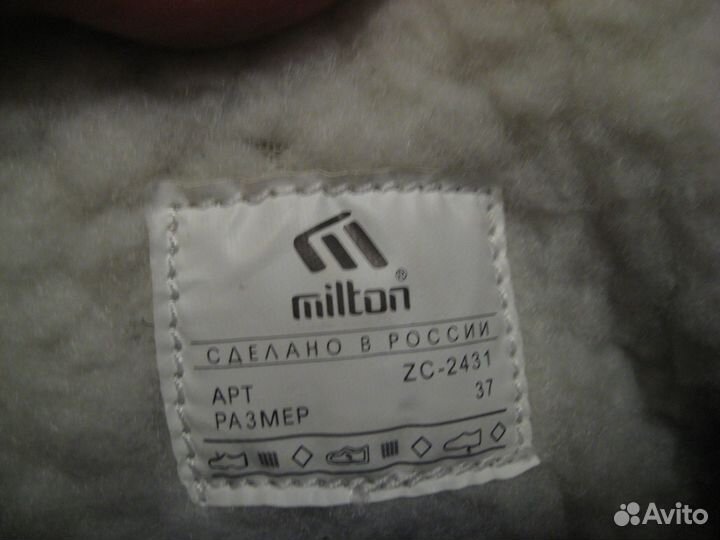 milton®
СДЕЛАНО В РОССИИ
АРТ ZC-2431
РАЗМЕР 37
Avito